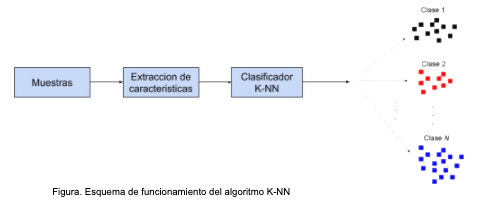 Clase 1
Muestras
Extraccion de
caracteristicas
Clasificador
K-NN
Clase 2
Clase N
Figura. Esquema de funcionamiento del algoritmo K-NN